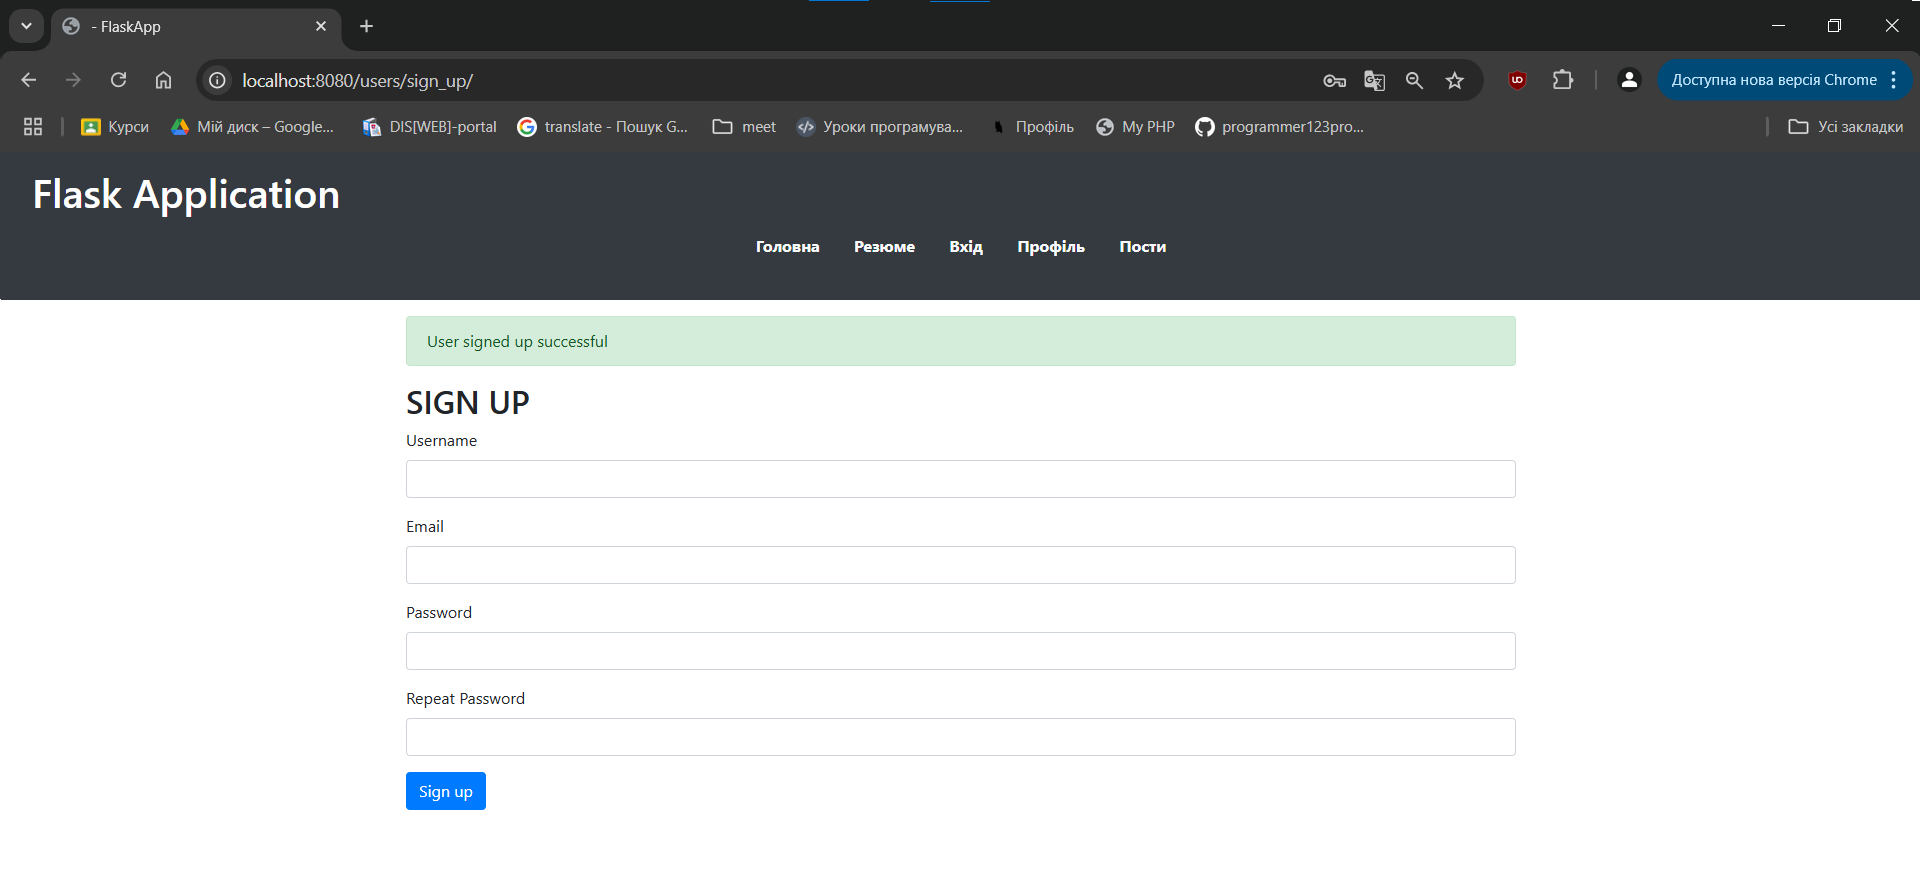 - FlaskApp
localhost:8080/users/sign_up/
Доступна нова версія Chrome
Курси
Мій диск – Google...
DIS[WEB]-portal
translate - Пошук G...
meet
Уроки програмува...
Профіль
My PHP
programmer123pro...
Усі закладки
Flask Application
Головна Резюме Вхід Профіль Пости
User signed up successful
SIGN UP
Username
Email
Password
Repeat Password
Sign up